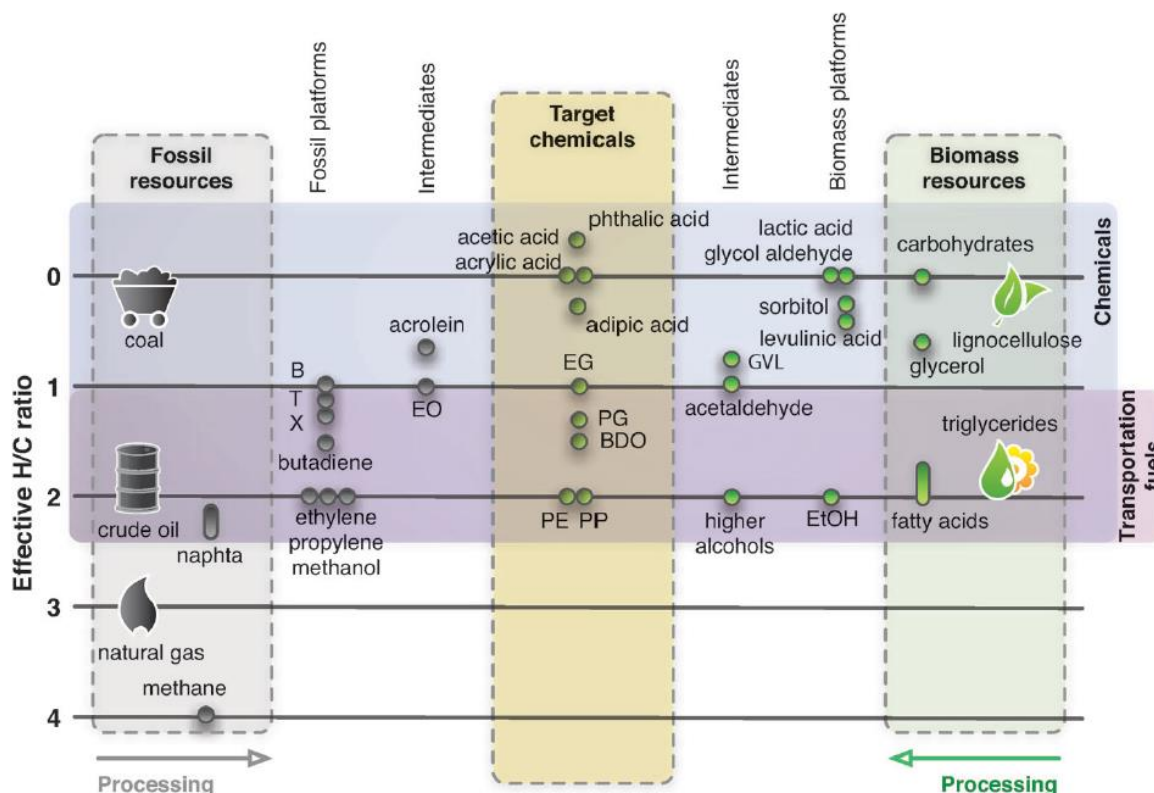 Fossil platforms
Intermediates
Target
chemicals
Intermediates
Biomass platforms
Fossil
resources
Biomass
resources
phthalic acid
acetic acid
acrylic acid
lactic acid
glycol aldehyde
carbohydrates
0
coal
adipic acid
sorbitol
levulinic acid
lignocellulose
glycerol
Chemicals
acrolein
EG
GVL
B
1
T
X
EO
acetaldehyde
PG
BDO
triglycerides
butadiene
2
crude oil
naphta
ethylene
propylene
methanol
PE PP
higher
alcohols
EtOH
fatty acids
Transportation
fuels
Effective H/C ratio
3
natural gas
methane
4
Processing
Processing